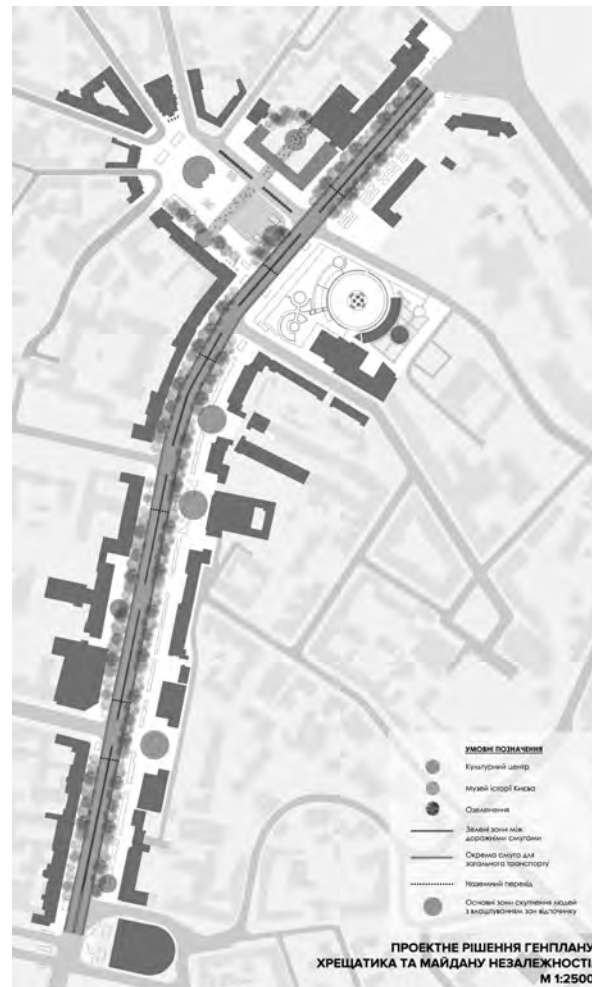 УМОВНІ ПОЗНАЧЕННЯ
Культурний центр
Музей історії Києва
Озеленення
Зелені зони між
дорожніми смугами
Окрема смуга для
загального транспорту
Наземний перехід
Основні зони скупчення людей
з влаштуванням зон відпочинку
ПРОЕКТНЕ РІШЕННЯ ГЕНПЛАНУ
ХРЕЩАТИКА ТА МАЙДАНУ НЕЗАЛЕЖНОСТІ.
М 1:2500